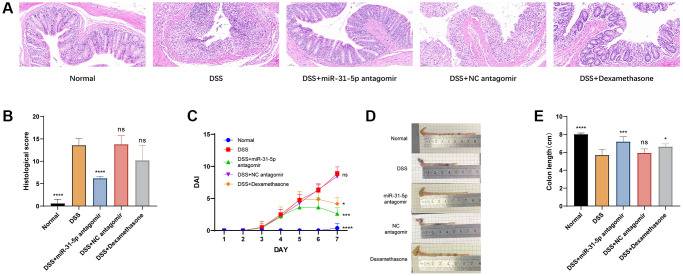 A
Normal
DSS
DSS+miR-31-5p antagomir
DSS+NC antagomir
DSS+Dexamethasone
B
Histological score
15
10
5
0
****
****
ns
ns
Normal
DSS
DSS+miR-31-5p antagomir
DSS+NC antagomir
DSS+Dexamethasone
C
Normal
DSS
DSS+miR-31-5p
antagomir
DSS+NC antagomir
DSS+Dexamethasone
DAI
15
10
5
0
ns
***
****
1 2 3 4 5 6 7
DAY
D
Normal
DSS
miR-31-5p
antagomir
NC
antagomir
Dexamethasone
E
Colon length(cm)
10
8
6
4
2
0
****
***
ns
*
Normal
DSS
DSS+miR-31-5p antagomir
DSS+NC antagomir
DSS+Dexamethasone